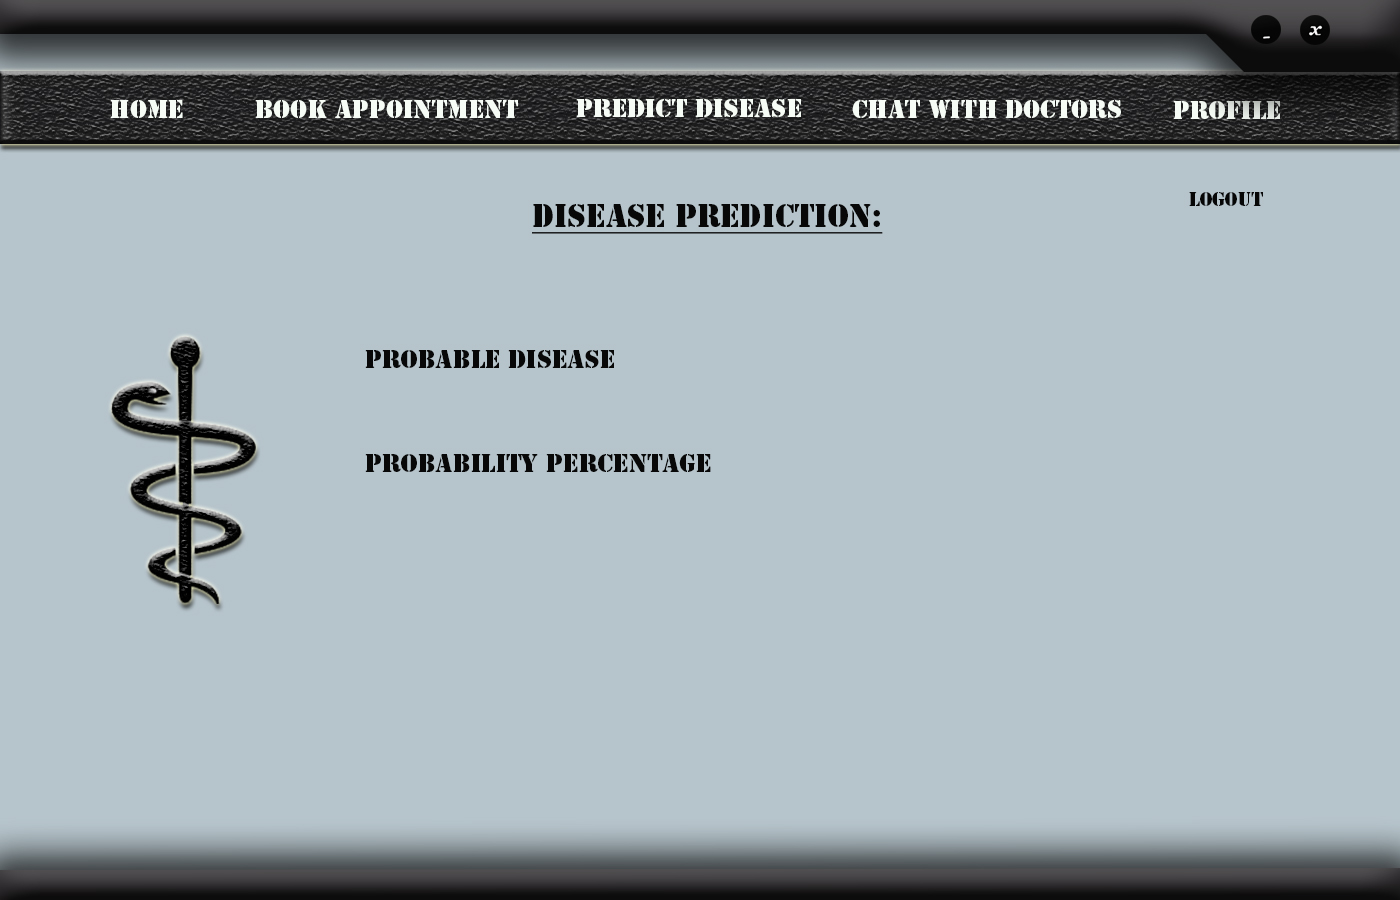 _ x
HOME BOOK APPOINTMENT PREDICT DISEASE CHAT WITH DOCTORS PROFILE
LOGOUT
DISEASE PREDICTION:
PROBABLE DISEASE
PROBABILITY PERCENTAGE